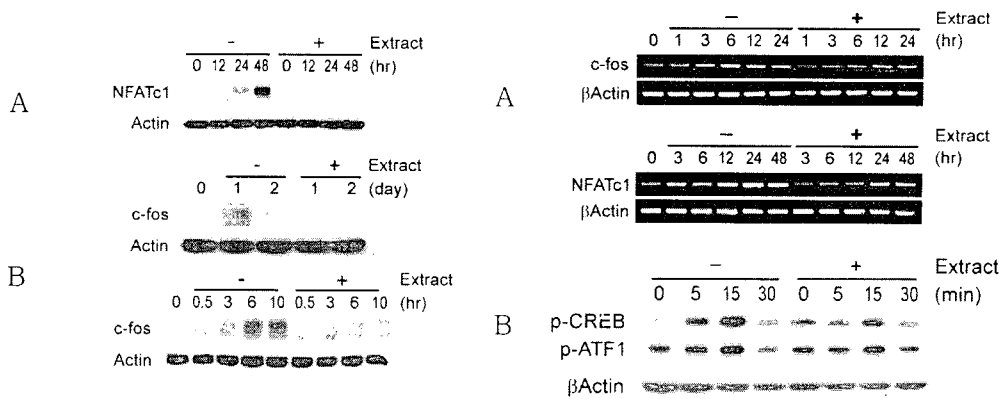 - + Extract
0 12 24 48 0 12 24 48 (hr)
A
NFATc1
Actin
- + Extract
0 1 2 1 2 (day)
c-fos
Actin
B
- + Extract
0 0.5 3 6 10 0.5 3 6 10 (hr)
c-fos
Actin
A
− + Extract
0 1 3 6 12 24 1 3 6 12 24 (hr)
c-fos
βActin
− + Extract
0 3 6 12 24 48 3 6 12 24 48 (hr)
NFATc1
βActin
B
− + Extract
0 5 15 30 0 5 15 30 (min)
p-CREB
p-ATF1
βActin